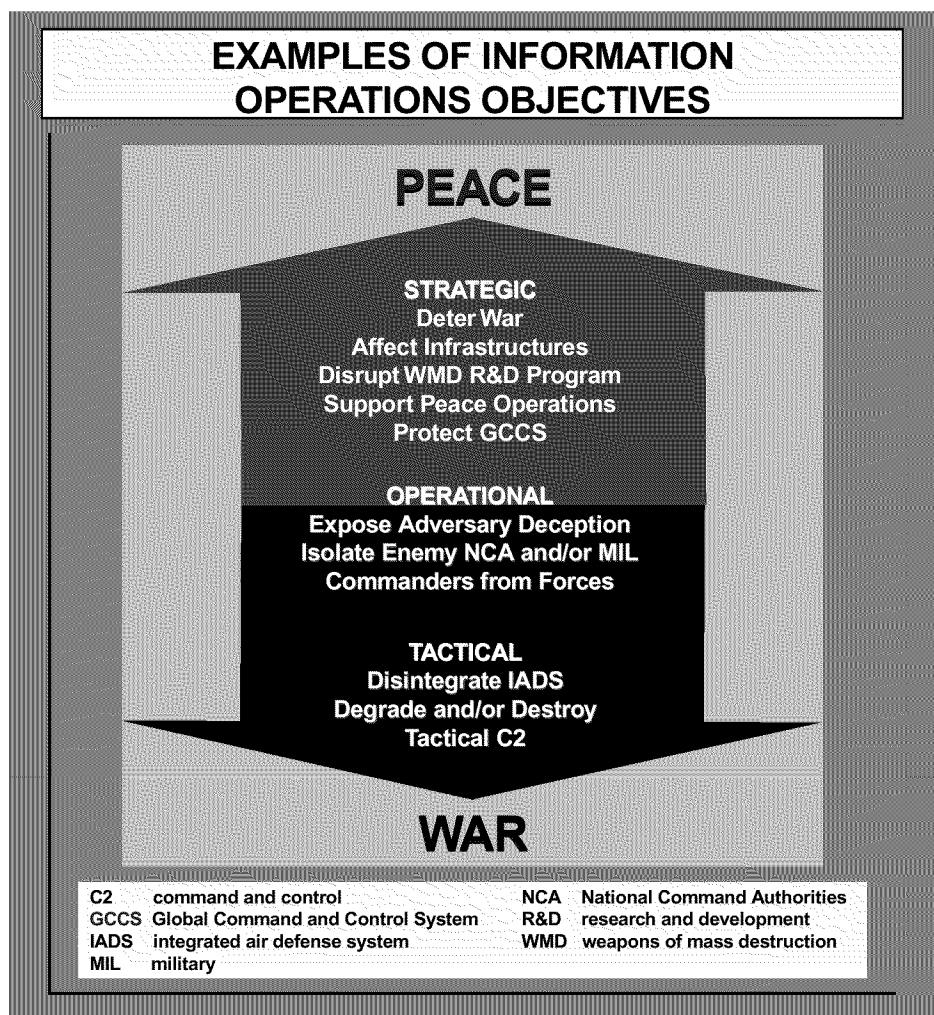 EXAMPLES OF INFORMATION
OPERATIONS OBJECTIVES
PEACE
STRATEGIC
Deter War
Affect Infrastructures
Disrupt WMD R&D Program
Support Peace Operations
Protect GCCS
OPERATIONAL
Expose Adversary Deception
Isolate Enemy NCA and/or MIL
Commanders from Forces
TACTICAL
Disintegrate IADS
Degrade and/or Destroy
Tactical C2
WAR
C2 command and control
GCCS Global Command and Control System
IADS integrated air defense system
MIL military
NCA National Command Authorities
R&D research and development
WMD weapons of mass destruction